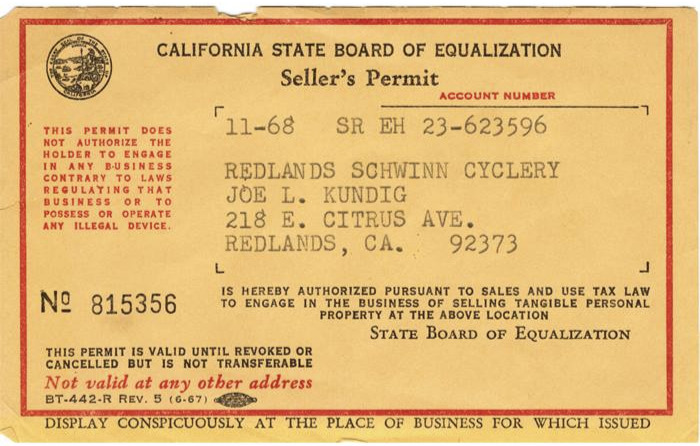 CALIFORNIA STATE BOARD OF EQUALIZATION
Seller's Permit
ACCOUNT NUMBER
11-68 SR EH 23-623596
THIS PERMIT DOES
NOT AUTHORIZE THE
HOLDER TO ENGAGE
IN ANY BUSINESS
CONTRARY TO LAWS
REGULATING THAT
BUSINESS OR TO
POSSESS OR OPERATE
ANY ILLEGAL DEVICE.
REDLANDS SCHWINN CYCLERY
JOE L. KUNDIG
218 E. CITRUS AVE.
REDLANDS, CA. 92373
Nº 815356
IS HEREBY AUTHORIZED PURSUANT TO SALES AND USE TAX LAW
TO ENGAGE IN THE BUSINESS OF SELLING TANGIBLE PERSONAL
PROPERTY AT THE ABOVE LOCATION
STATE BOARD OF EQUALIZATION
THIS PERMIT IS VALID UNTIL REVOKED OR
CANCELLED BUT IS NOT TRANSFERABLE
Not valid at any other address
BT-442-R REV. 5 (6-67)
DISPLAY CONSPICUOUSLY AT THE PLACE OF BUSINESS FOR WHICH ISSUED